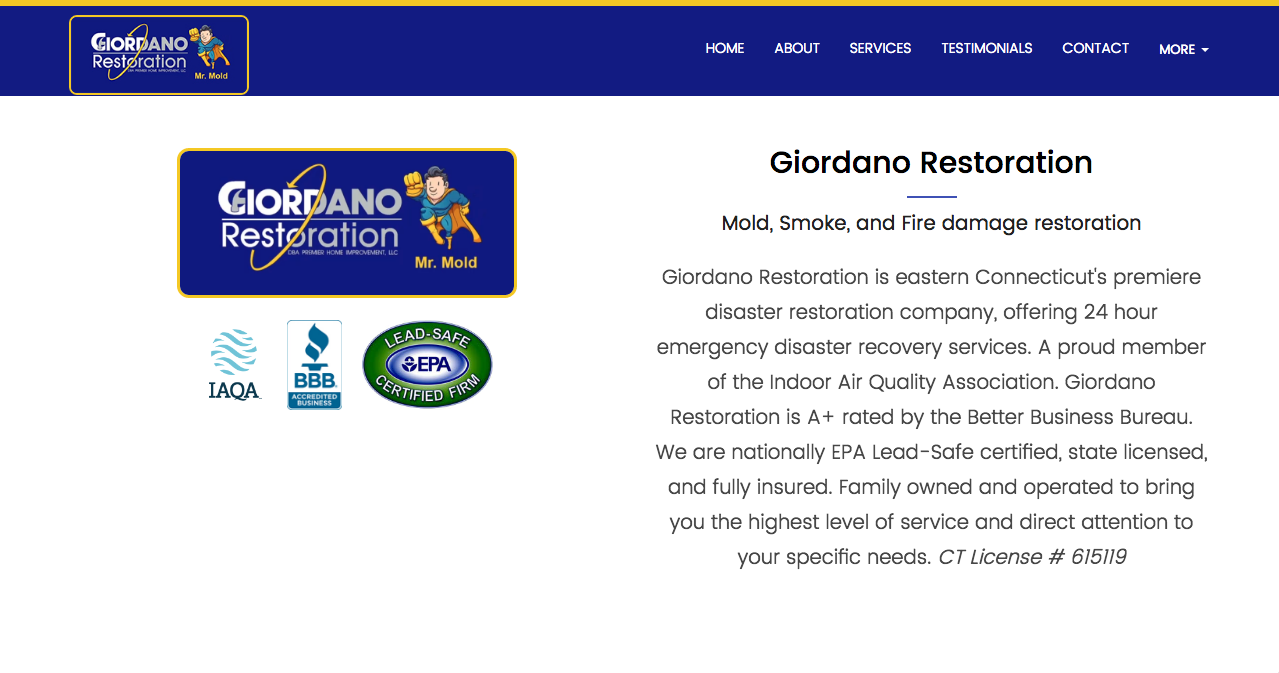 GIORDANO
Restoration
DBA PREMIER HOME IMPROVEMENT, LLC
Mr. Mold
HOME ABOUT SERVICES TESTIMONIALS CONTACT MORE
GIORDANO
Restoration
DBA PREMIER HOME IMPROVEMENT, LLC
Mr. Mold
IAQA
BBB
ACCREDITED
BUSINESS
LEAD-SAFE
EPA
CERTIFIED FIRM
Giordano Restoration
Mold, Smoke, and Fire damage restoration
Giordano Restoration is eastern Connecticut's premiere
disaster restoration company, offering 24 hour
emergency disaster recovery services. A proud member
of the Indoor Air Quality Association. Giordano
Restoration is A+ rated by the Better Business Bureau.
We are nationally EPA Lead-Safe certified, state licensed,
and fully insured. Family owned and operated to bring
you the highest level of service and direct attention to
your specific needs. CT License # 615119